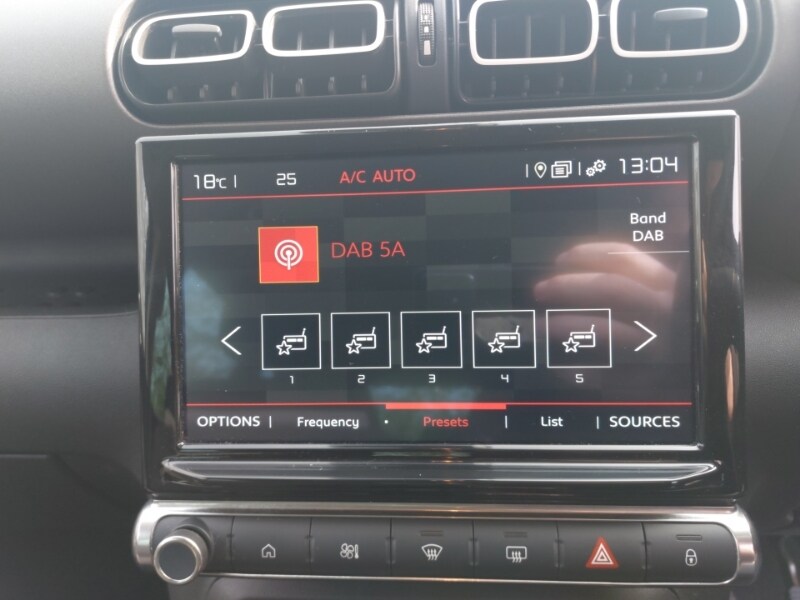 18°C | 25 A/C AUTO 13:04
Band
DAB
DAB 5A
1 2 3 4 5
OPTIONS | Frequency • Presets | List | SOURCES